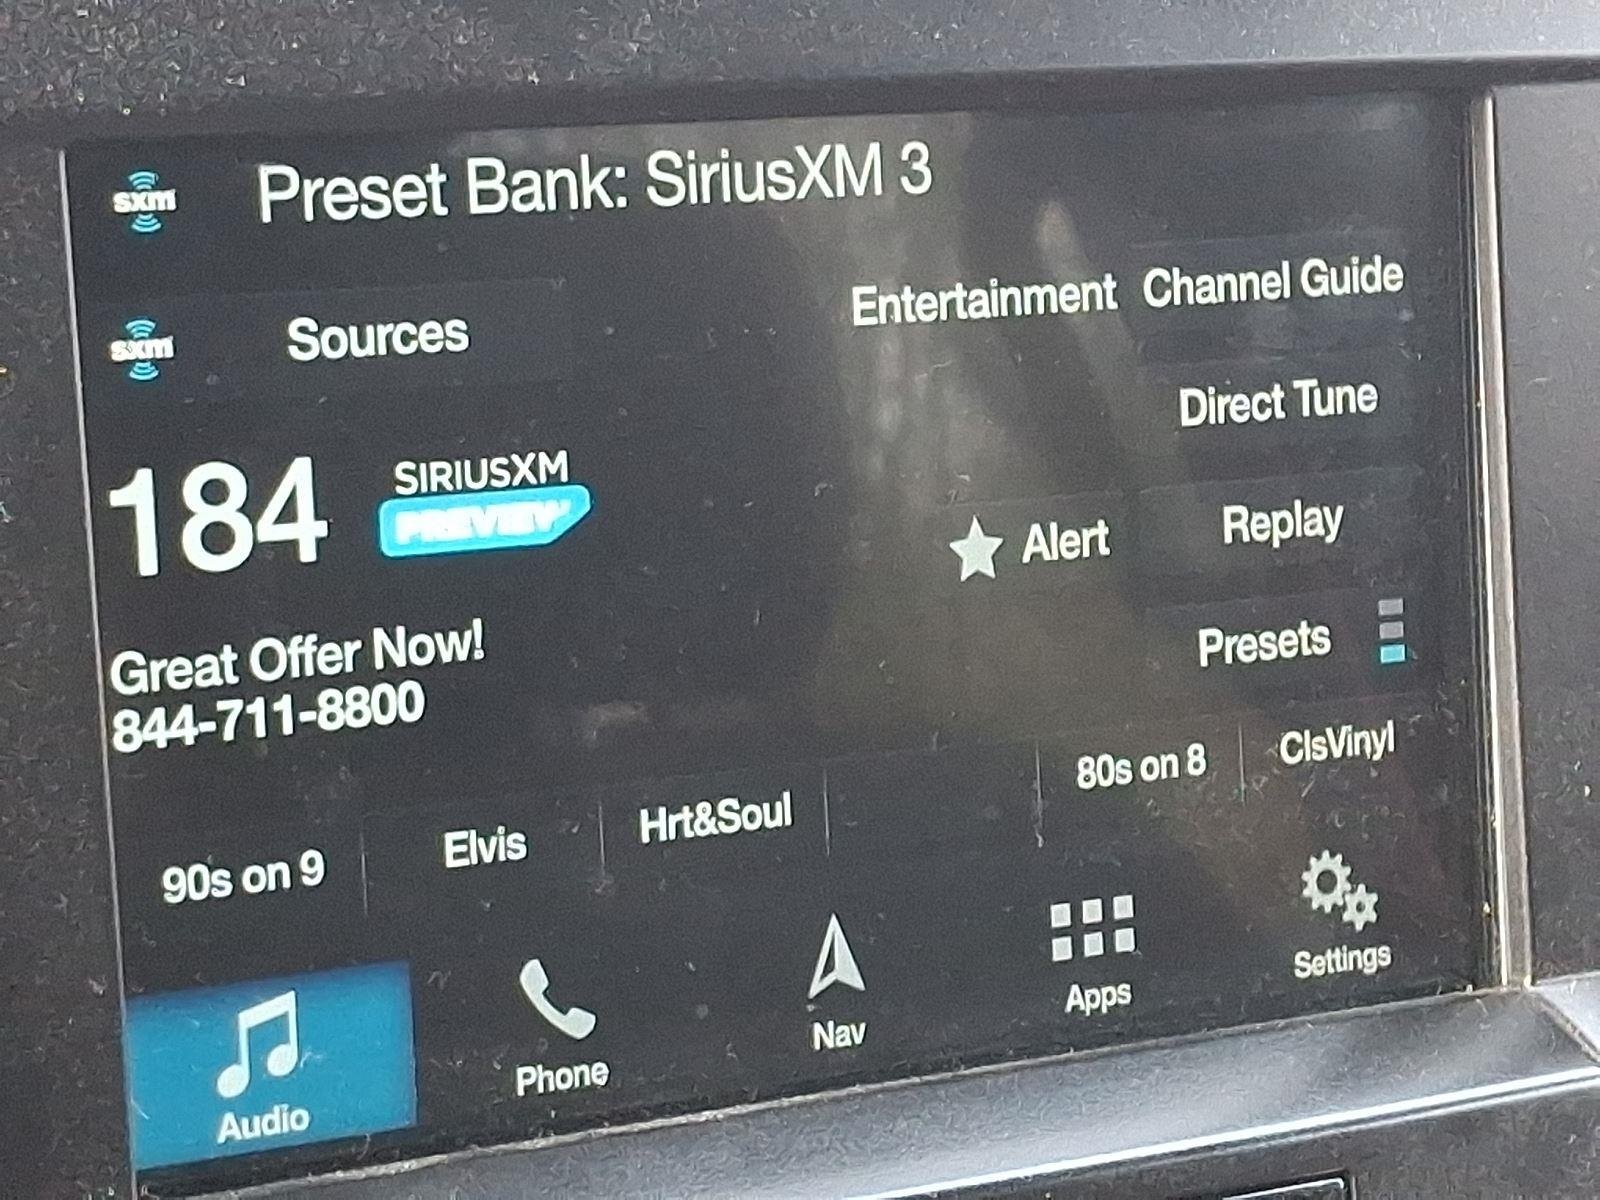 sxm Preset Bank: SiriusXM 3
sxm Sources
Entertainment Channel Guide
Direct Tune
184 SIRIUSXM
PREVIEW
Alert Replay
Great Offer Now!
844-711-8800
Presets
90s on 9 Elvis Hrt&Soul 80s on 8 ClsVinyl
Audio Phone Nav Apps Settings